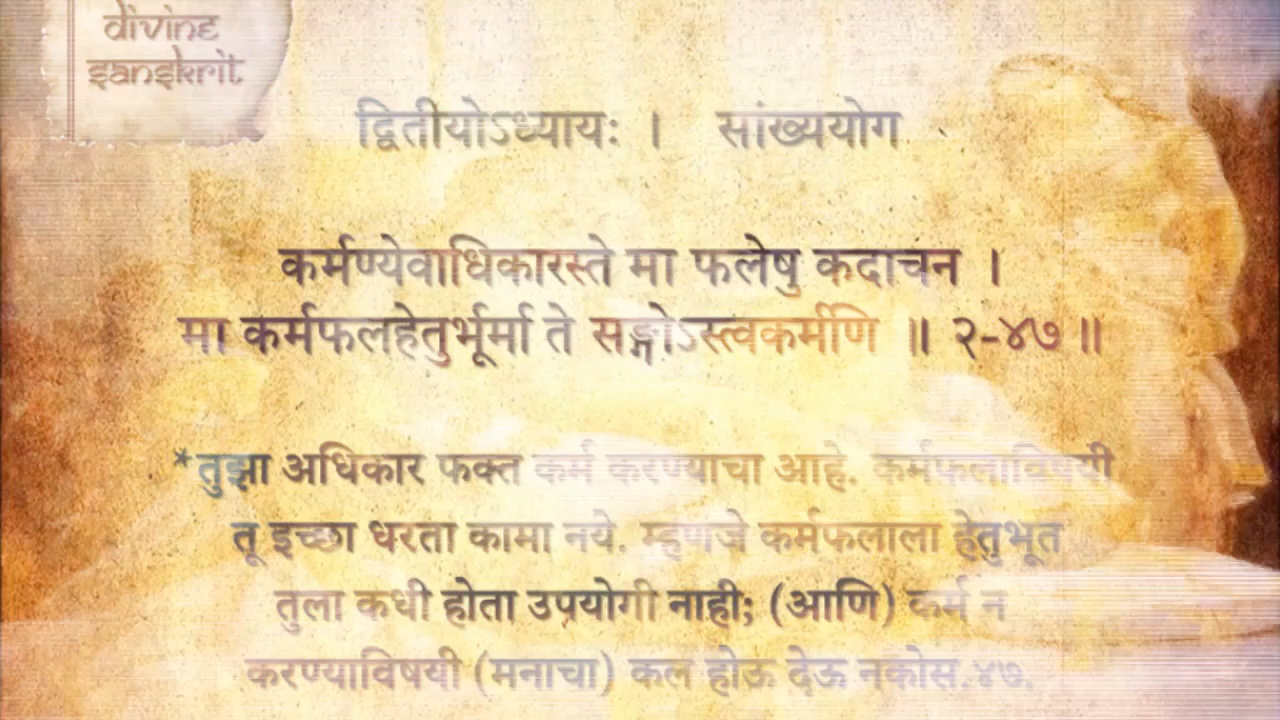 divine
sanskrit
द्वितीयोऽध्यायः । सांख्ययोग
कर्मण्येवाधिकारस्ते मा फलेषु कदाचन ।
मा कर्मफलहेतुर्भूर्मा ते सङ्गोऽस्त्वकर्मणि ॥ २-४७ ॥
*तुझा अधिकार फक्त कर्म करण्याचा आहे. कर्मफलाविषयी
तू इच्छा धरता कामा नये. म्हणजे कर्मफलाला हेतुभूत
तुला कधी होता उपयोगी नाही; (आणि) कर्म न
करण्याविषयी (मनाचा) कल होऊ देऊ नकोस.४७.